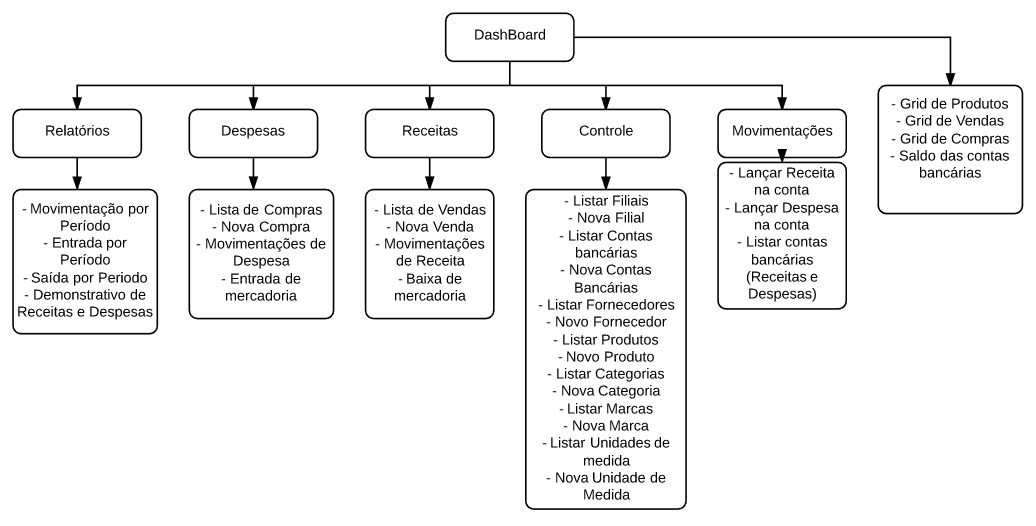 DashBoard
Relatórios
Despesas
Receitas
Controle
Movimentações
- Grid de Produtos
- Grid de Vendas
- Grid de Compras
- Saldo das contas
bancárias
- Movimentação por
Período
- Entrada por
Período
- Saída por Periodo
- Demonstrativo de
Receitas e Despesas
- Lista de Compras
- Nova Compra
- Movimentações de
Despesa
- Entrada de
mercadoria
- Lista de Vendas
- Nova Venda
- Movimentações
de Receita
- Baixa de
mercadoria
- Listar Filiais
- Nova Filial
- Listar Contas
bancárias
- Nova Contas
Bancárias
- Listar Fornecedores
- Novo Fornecedor
- Listar Produtos
- Novo Produto
- Listar Categorias
- Nova Categoria
- Listar Marcas
- Nova Marca
- Listar Unidades de
medida
- Nova Unidade de
Medida
- Lançar Receita
na conta
- Lançar Despesa
na conta
- Listar contas
bancárias
(Receitas e
Despesas)